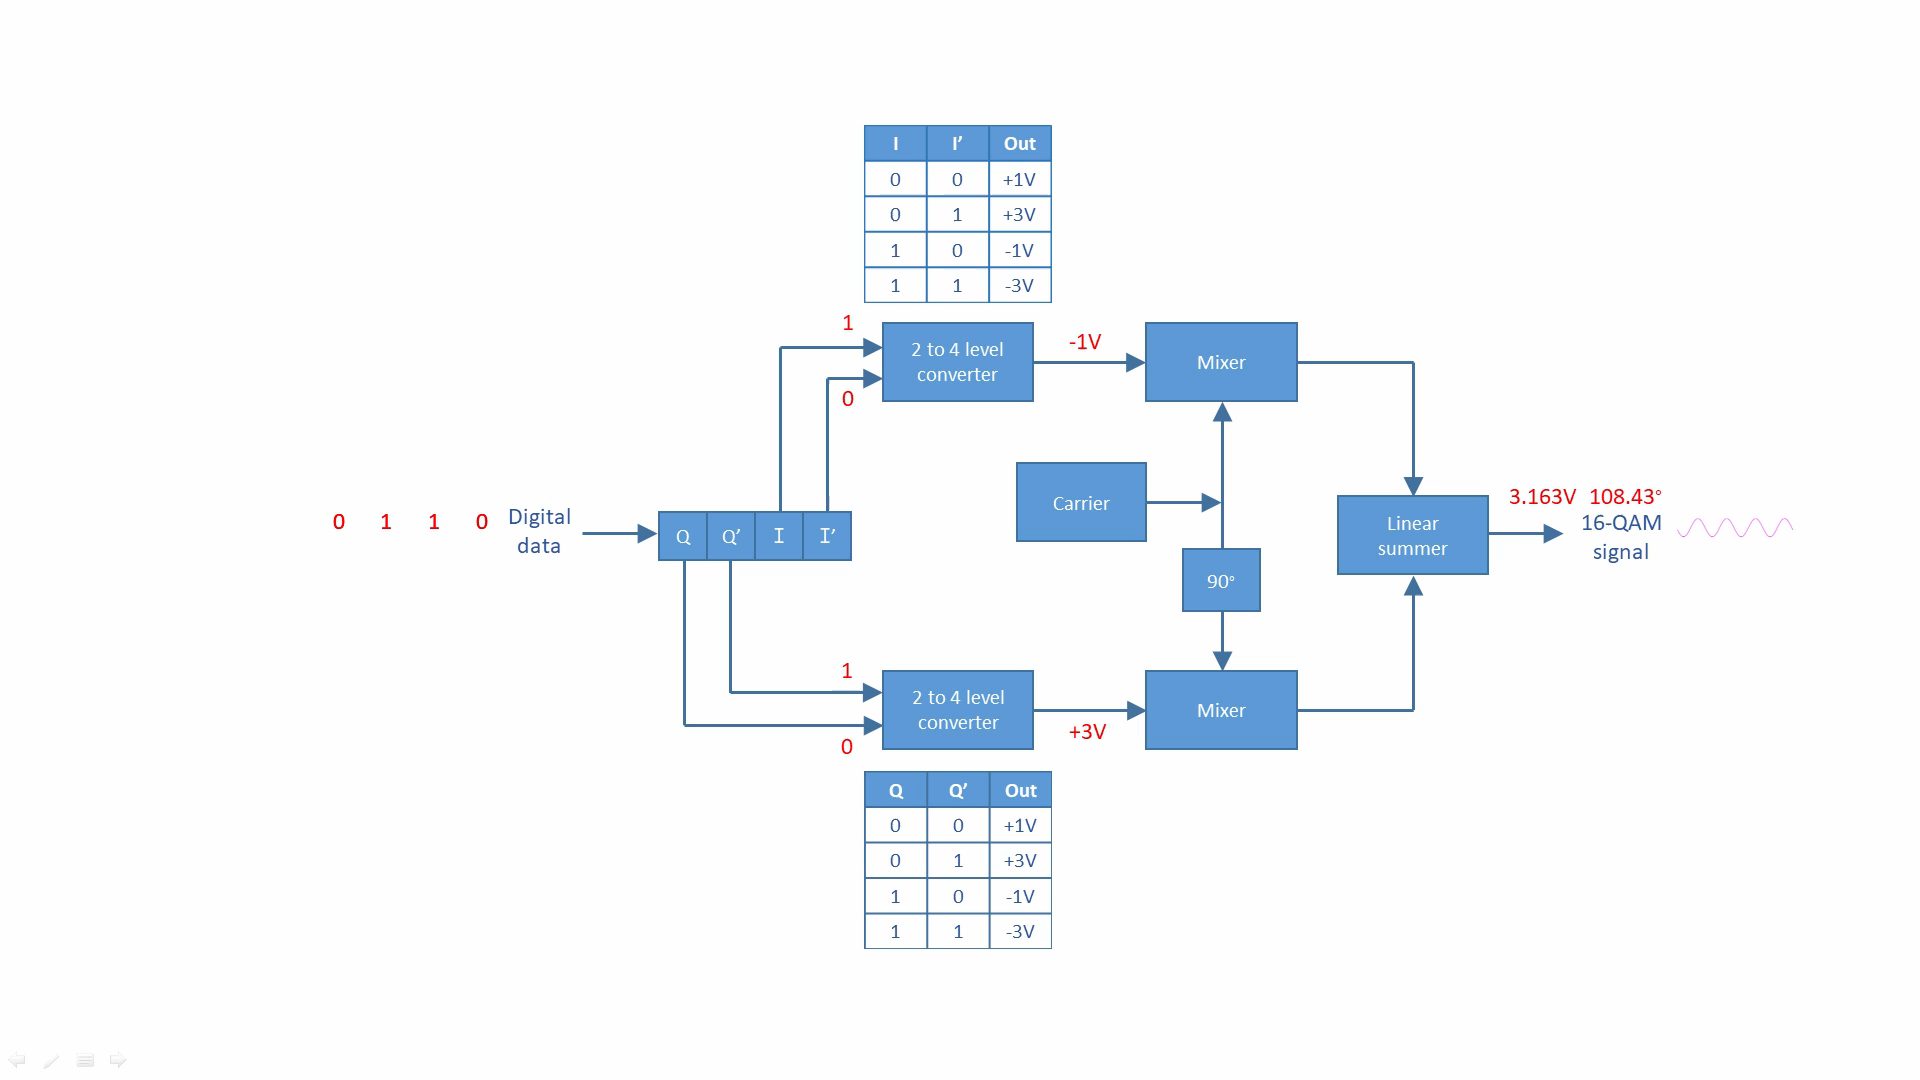 I I’ Out
0 0 +1V
0 1 +3V
1 0 -1V
1 1 -3V
1
0
2 to 4 level
converter
-1V
Mixer
Carrier
90°
0 1 1 0
Digital
data
Q Q’ I I’
Linear
summer
3.163V 108.43°
16-QAM
signal
1
0
2 to 4 level
converter
+3V
Mixer
Q Q’ Out
0 0 +1V
0 1 +3V
1 0 -1V
1 1 -3V